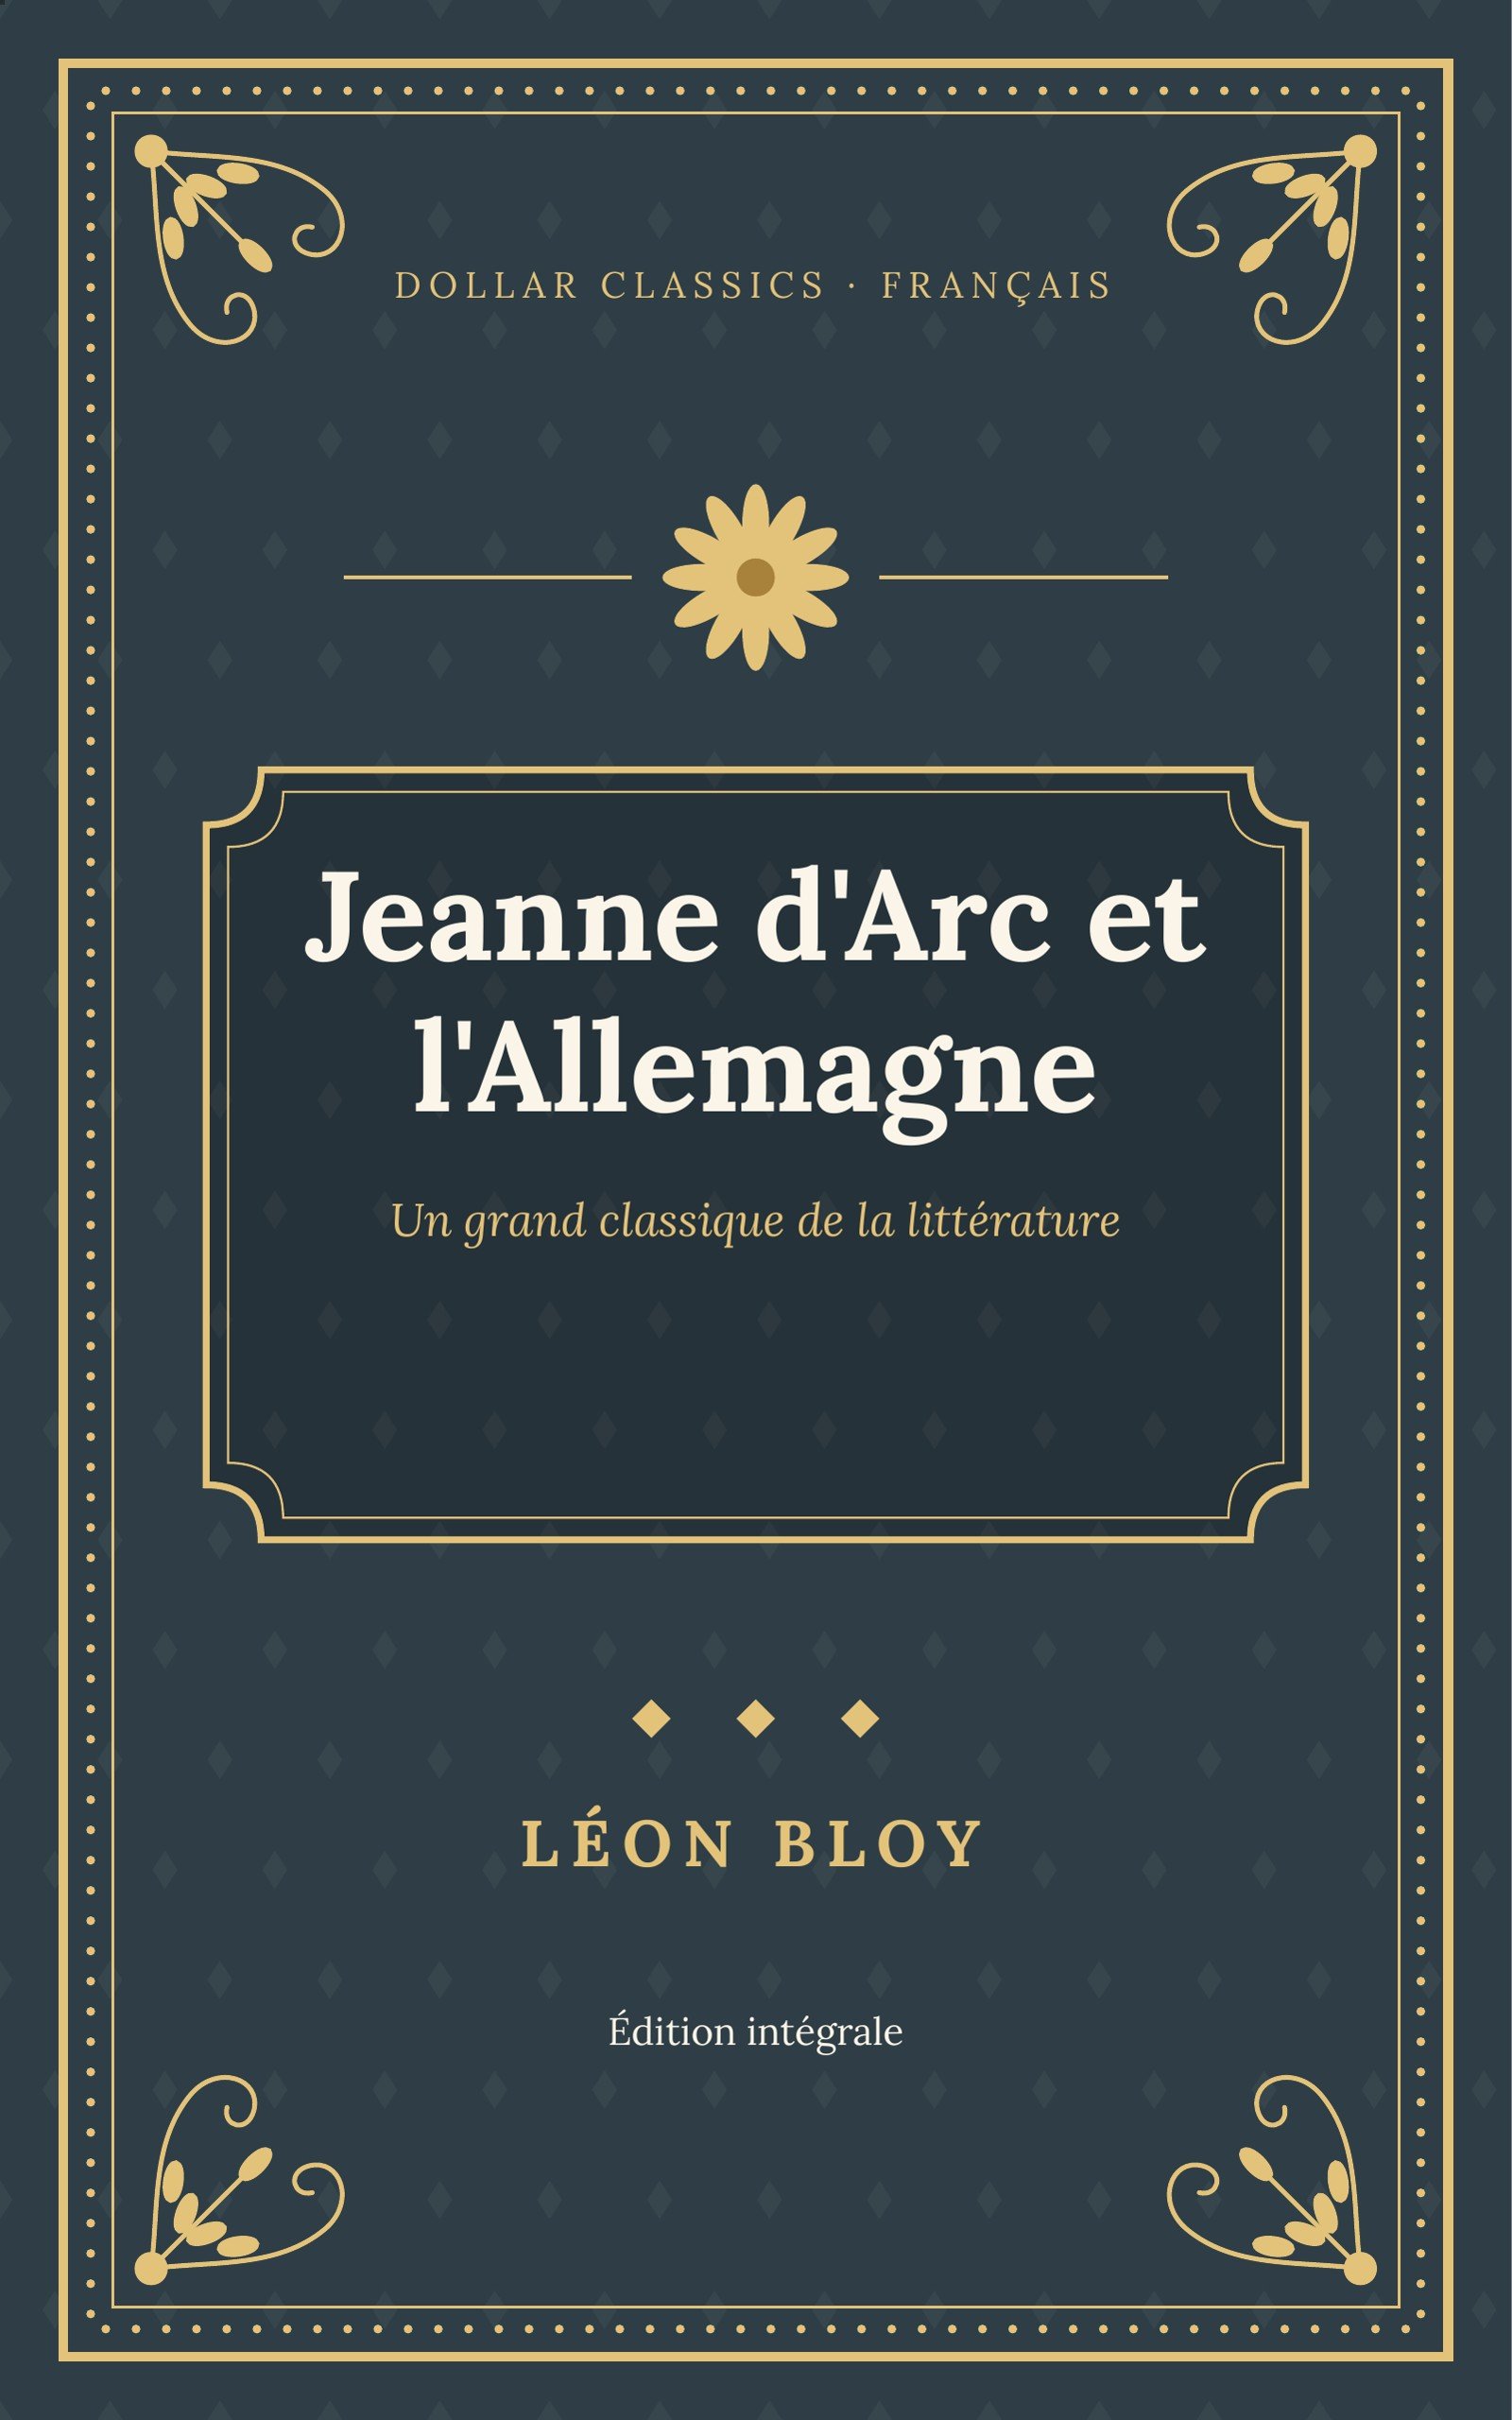 DOLLAR CLASSICS · FRANÇAIS
Jeanne d'Arc et
l'Allemagne
Un grand classique de la littérature
LÉON BLOY
Édition intégrale